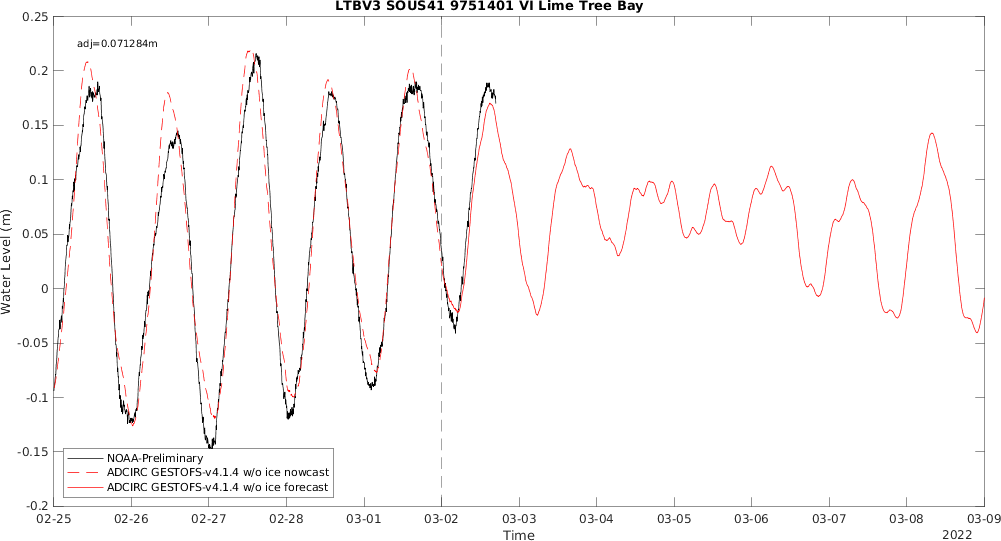 LTBV3 SOUS41 9751401 VI Lime Tree Bay
adj=0.071284m
0.25
0.2
0.15
0.1
0.05
0
-0.05
-0.1
-0.15
-0.2
Water Level (m)
NOAA-Preliminary
ADCIRC GESTOFS-v4.1.4 w/o ice nowcast
ADCIRC GESTOFS-v4.1.4 w/o ice forecast
02-25 02-26 02-27 02-28 03-01 03-02 03-03 03-04 03-05 03-06 03-07 03-08 03-09
Time
2022